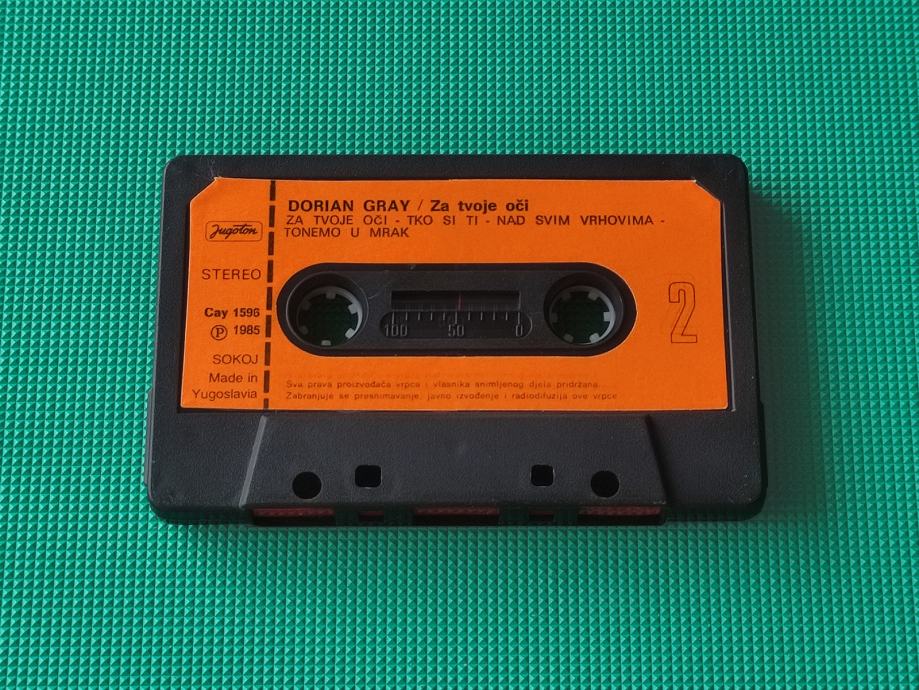 DORIAN GRAY / Za tvoje oči
ZA TVOJE OČI - TKO SI TI - NAD SVIM VRHOVIMA -
TONEMO U MRAK
Jugoton
STEREO
Cay 1596
Ⓟ 1985
SOKOJ
Made in
Yugoslavia
100 50 0
2
Sva prava proizvođača vrpce i vlasnika snimljenog djela pridržana.
Zabranjuje se presnimavanje, javno izvođenje i radiodifuzija ove vrpce